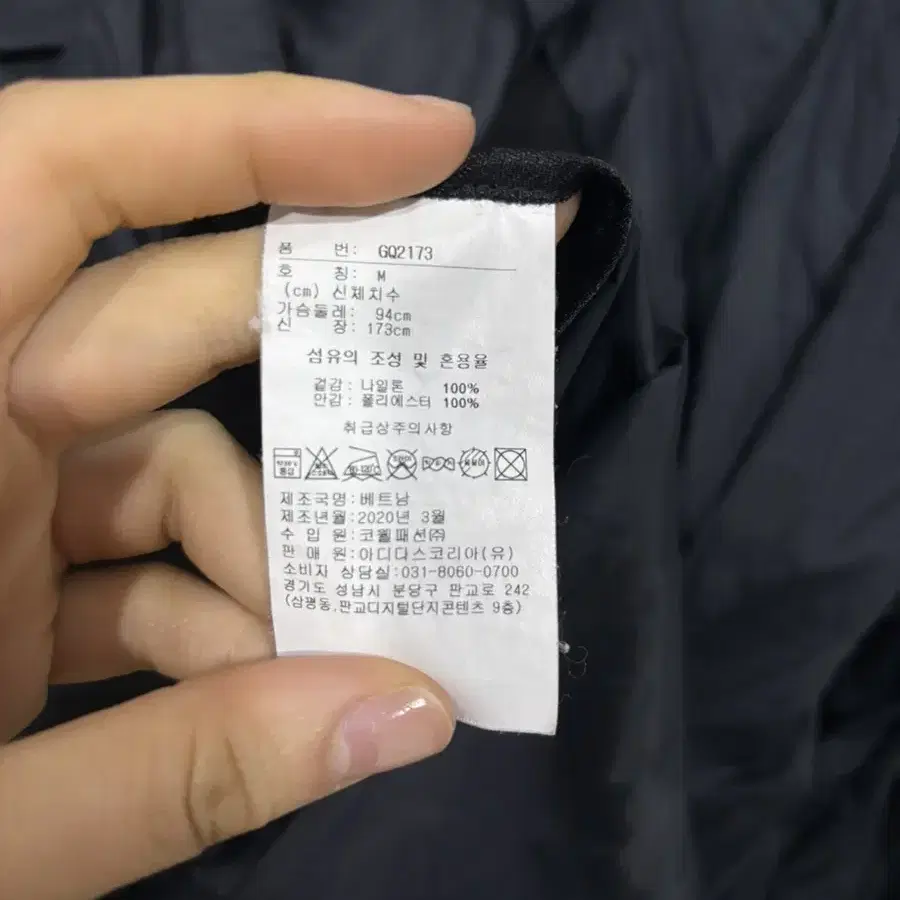 품 번: GQ2173
호 칭: M
(cm) 신체치수
가슴둘레: 94cm
신 장: 173cm
섬유의 조성 및 혼용율
겉감: 나일론 100%
안감: 폴리에스터 100%
취급상주의사항
제조국명: 베트남
제조년월: 2020년 3월
수 입 원: 코웰패션㈜
판 매 원: 아디다스코리아(유)
소비자 상담실: 031-8060-0700
경기도 성남시 분당구 판교로 242
(삼평동,판교디지털단지콘텐츠 9층)